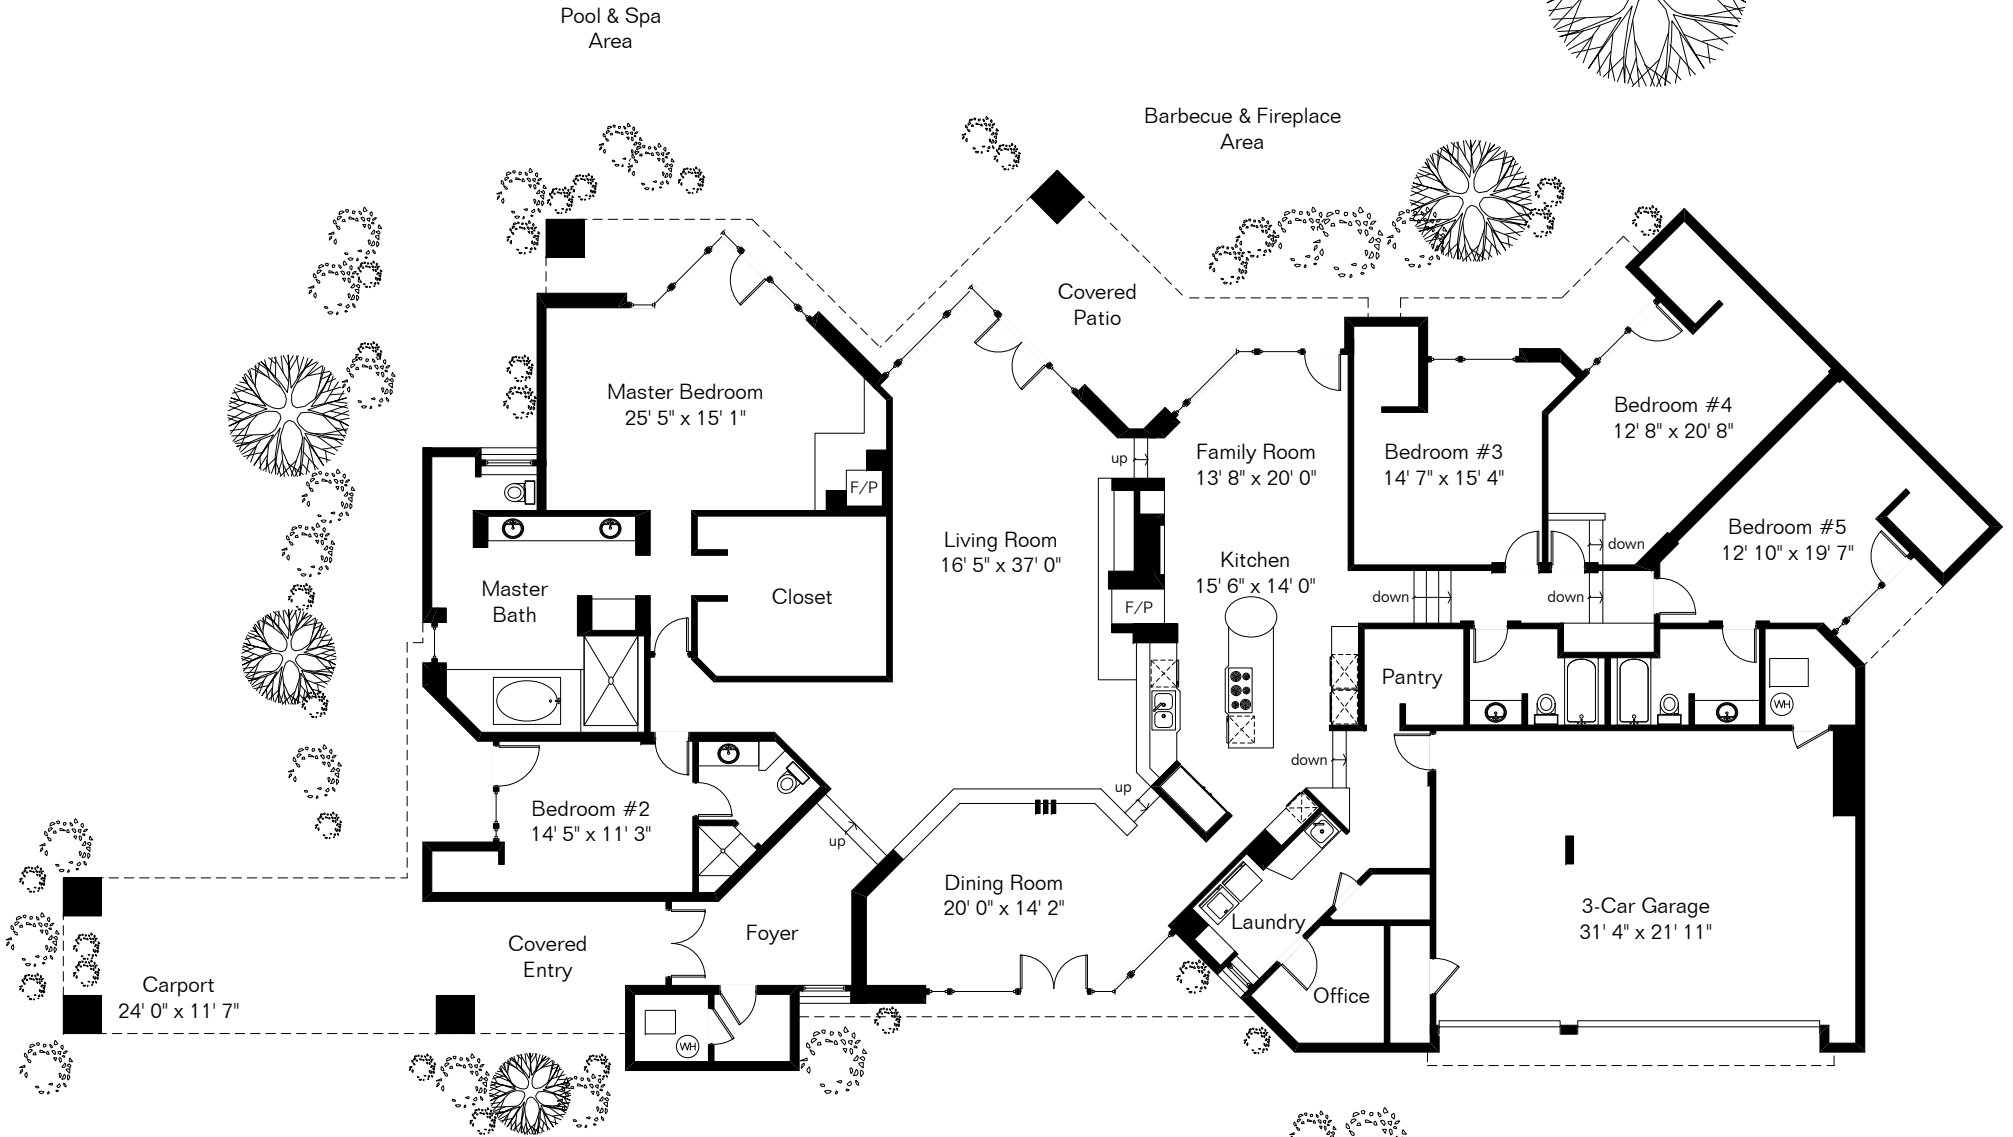 Pool & Spa
Area
Barbecue & Fireplace
Area
Covered
Patio
Master Bedroom
25' 5" x 15' 1"
F/P
up
Family Room
13' 8" x 20' 0"
Bedroom #3
14' 7" x 15' 4"
Bedroom #4
12' 8" x 20' 8"
Bedroom #5
12' 10" x 19' 7"
down
Living Room
16' 5" x 37' 0"
Kitchen
15' 6" x 14' 0"
F/P
down
down
Master
Bath
Closet
Pantry
WH
down
up
Bedroom #2
14' 5" x 11' 3"
up
Dining Room
20' 0" x 14' 2"
Laundry
3-Car Garage
31' 4" x 21' 11"
Foyer
Covered
Entry
Carport
24' 0" x 11' 7"
Office
WH